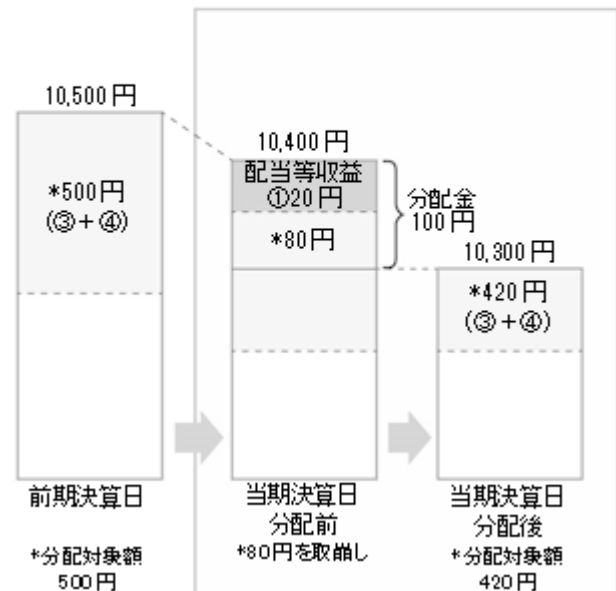 10,500円
*500円
(③+④)
前期決算日
*分配対象額
500円
10,400円
配当等収益
①20円
*80円
分配金
100円
当期決算日
分配前
*80円を取崩し
10,300円
*420円
(③+④)
当期決算日
分配後
*分配対象額
420円